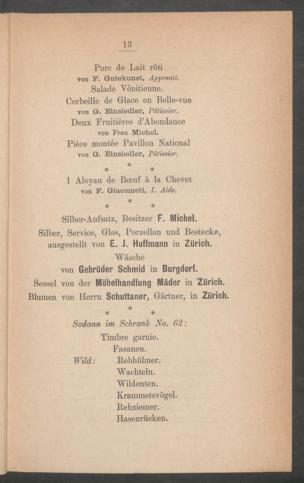 13
Porc de Lait rôti
von F. Gutekunst, Apprenti.
Salade Vénitienne.
Corbeille de Glace en Belle-vue
von G. Einsiedler, Pâtissier.
Deux Fruitières d'Abondance
von Frau Michel.
Pièce montée Pavillon National
von G. Einsiedler, Pâtissier.
* * *
1 Aloyau de Bœuf à la Chevet
von F. Giacometi, I. Aide.
* * *
Silber-Aufsatz, Besitzer F. Michel.
Silber, Service, Glas, Porzellan und Bestecke,
ausgestellt von E. J. Hoffmann in Zürich.
Wäsche
von Gebrüder Schmid in Burgdorf.
Sessel von der Möbelhandlung Mäder in Zürich.
Blumen von Herrn Schuttaner, Gärtner, in Zürich.
* * *
Sodann im Schrank No. 62:
Timbre garnie.
Fasanen.
Wild: Rebhühner.
Wachteln.
Wildenten.
Krammetsvögel.
Rehziemer.
Hasenrücken.